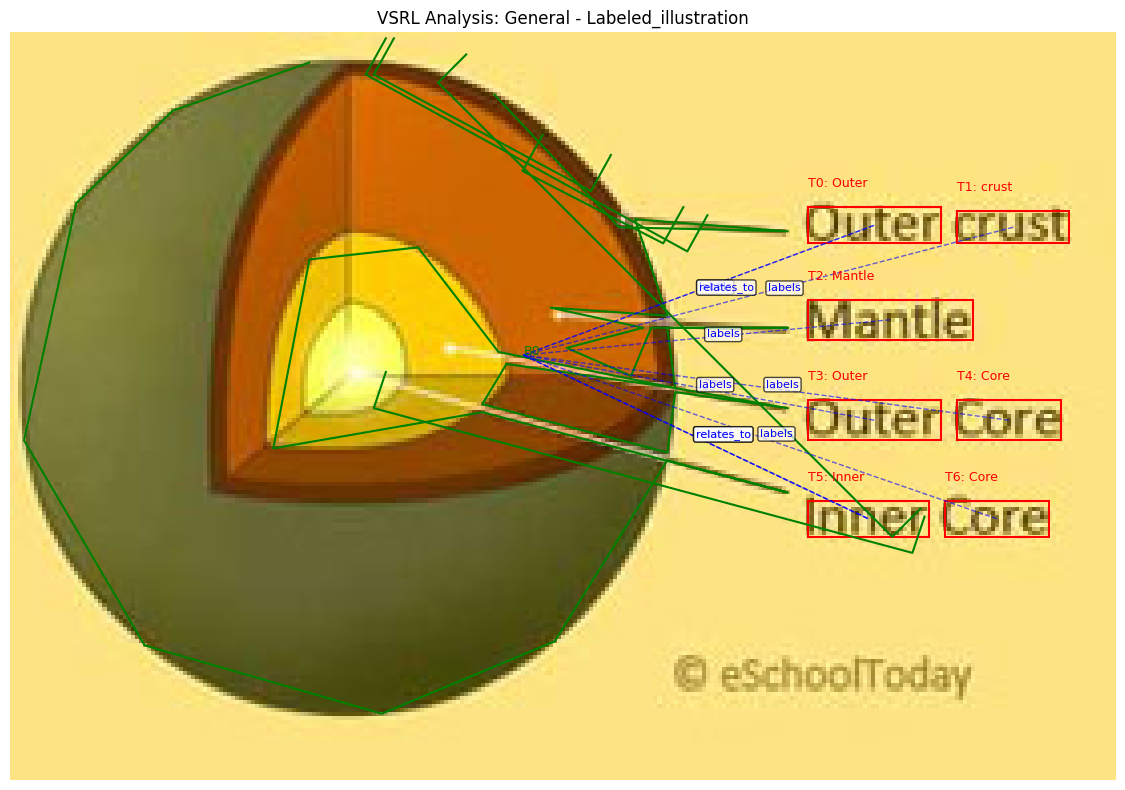 VSRL Analysis: General - Labeled_illustration
T0: Outer T1: crust
Outer crust
T2: Mantle
relates_to labels
Mantle
labels
B0
T3: Outer T4: Core
labels labels
Outer Core
relates_to labels
T5: Inner T6: Core
Inner Core
© eSchoolToday